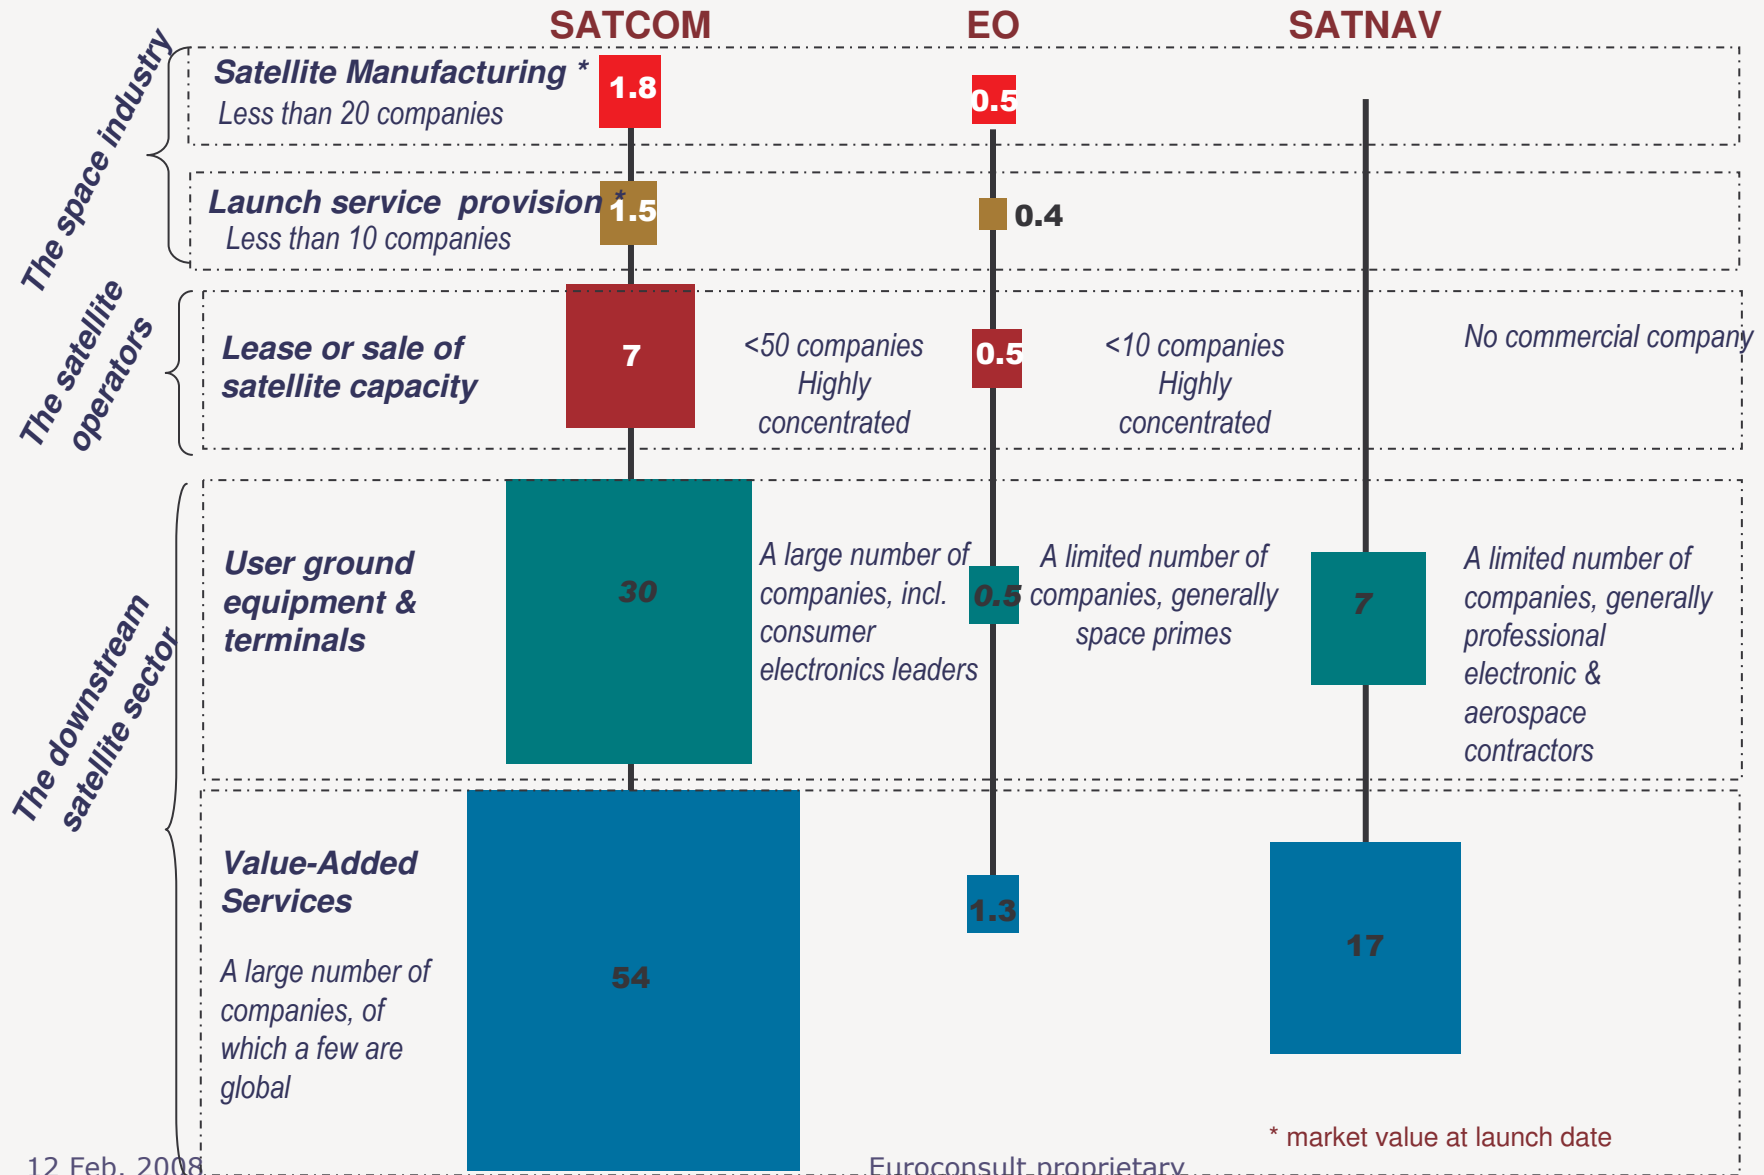 SATCOM EO SATNAV
The space industry
Satellite Manufacturing *
Less than 20 companies
1.8
0.5
Launch service provision *
Less than 10 companies
1.5
0.4
The satellite
operators
Lease or sale of
satellite capacity
7
<50 companies
Highly
concentrated
0.5
<10 companies
Highly
concentrated
No commercial company
The downstream
satellite sector
User ground
equipment &
terminals
30
A large number of
companies, incl.
consumer
electronics leaders
0.5
A limited number of
companies, generally
space primes
7
A limited number of
companies, generally
professional
electronic &
aerospace
contractors
Value-Added
Services
A large number of
companies, of
which a few are
global
54
1.3
17
* market value at launch date
12 Feb. 2008
Euroconsult proprietary